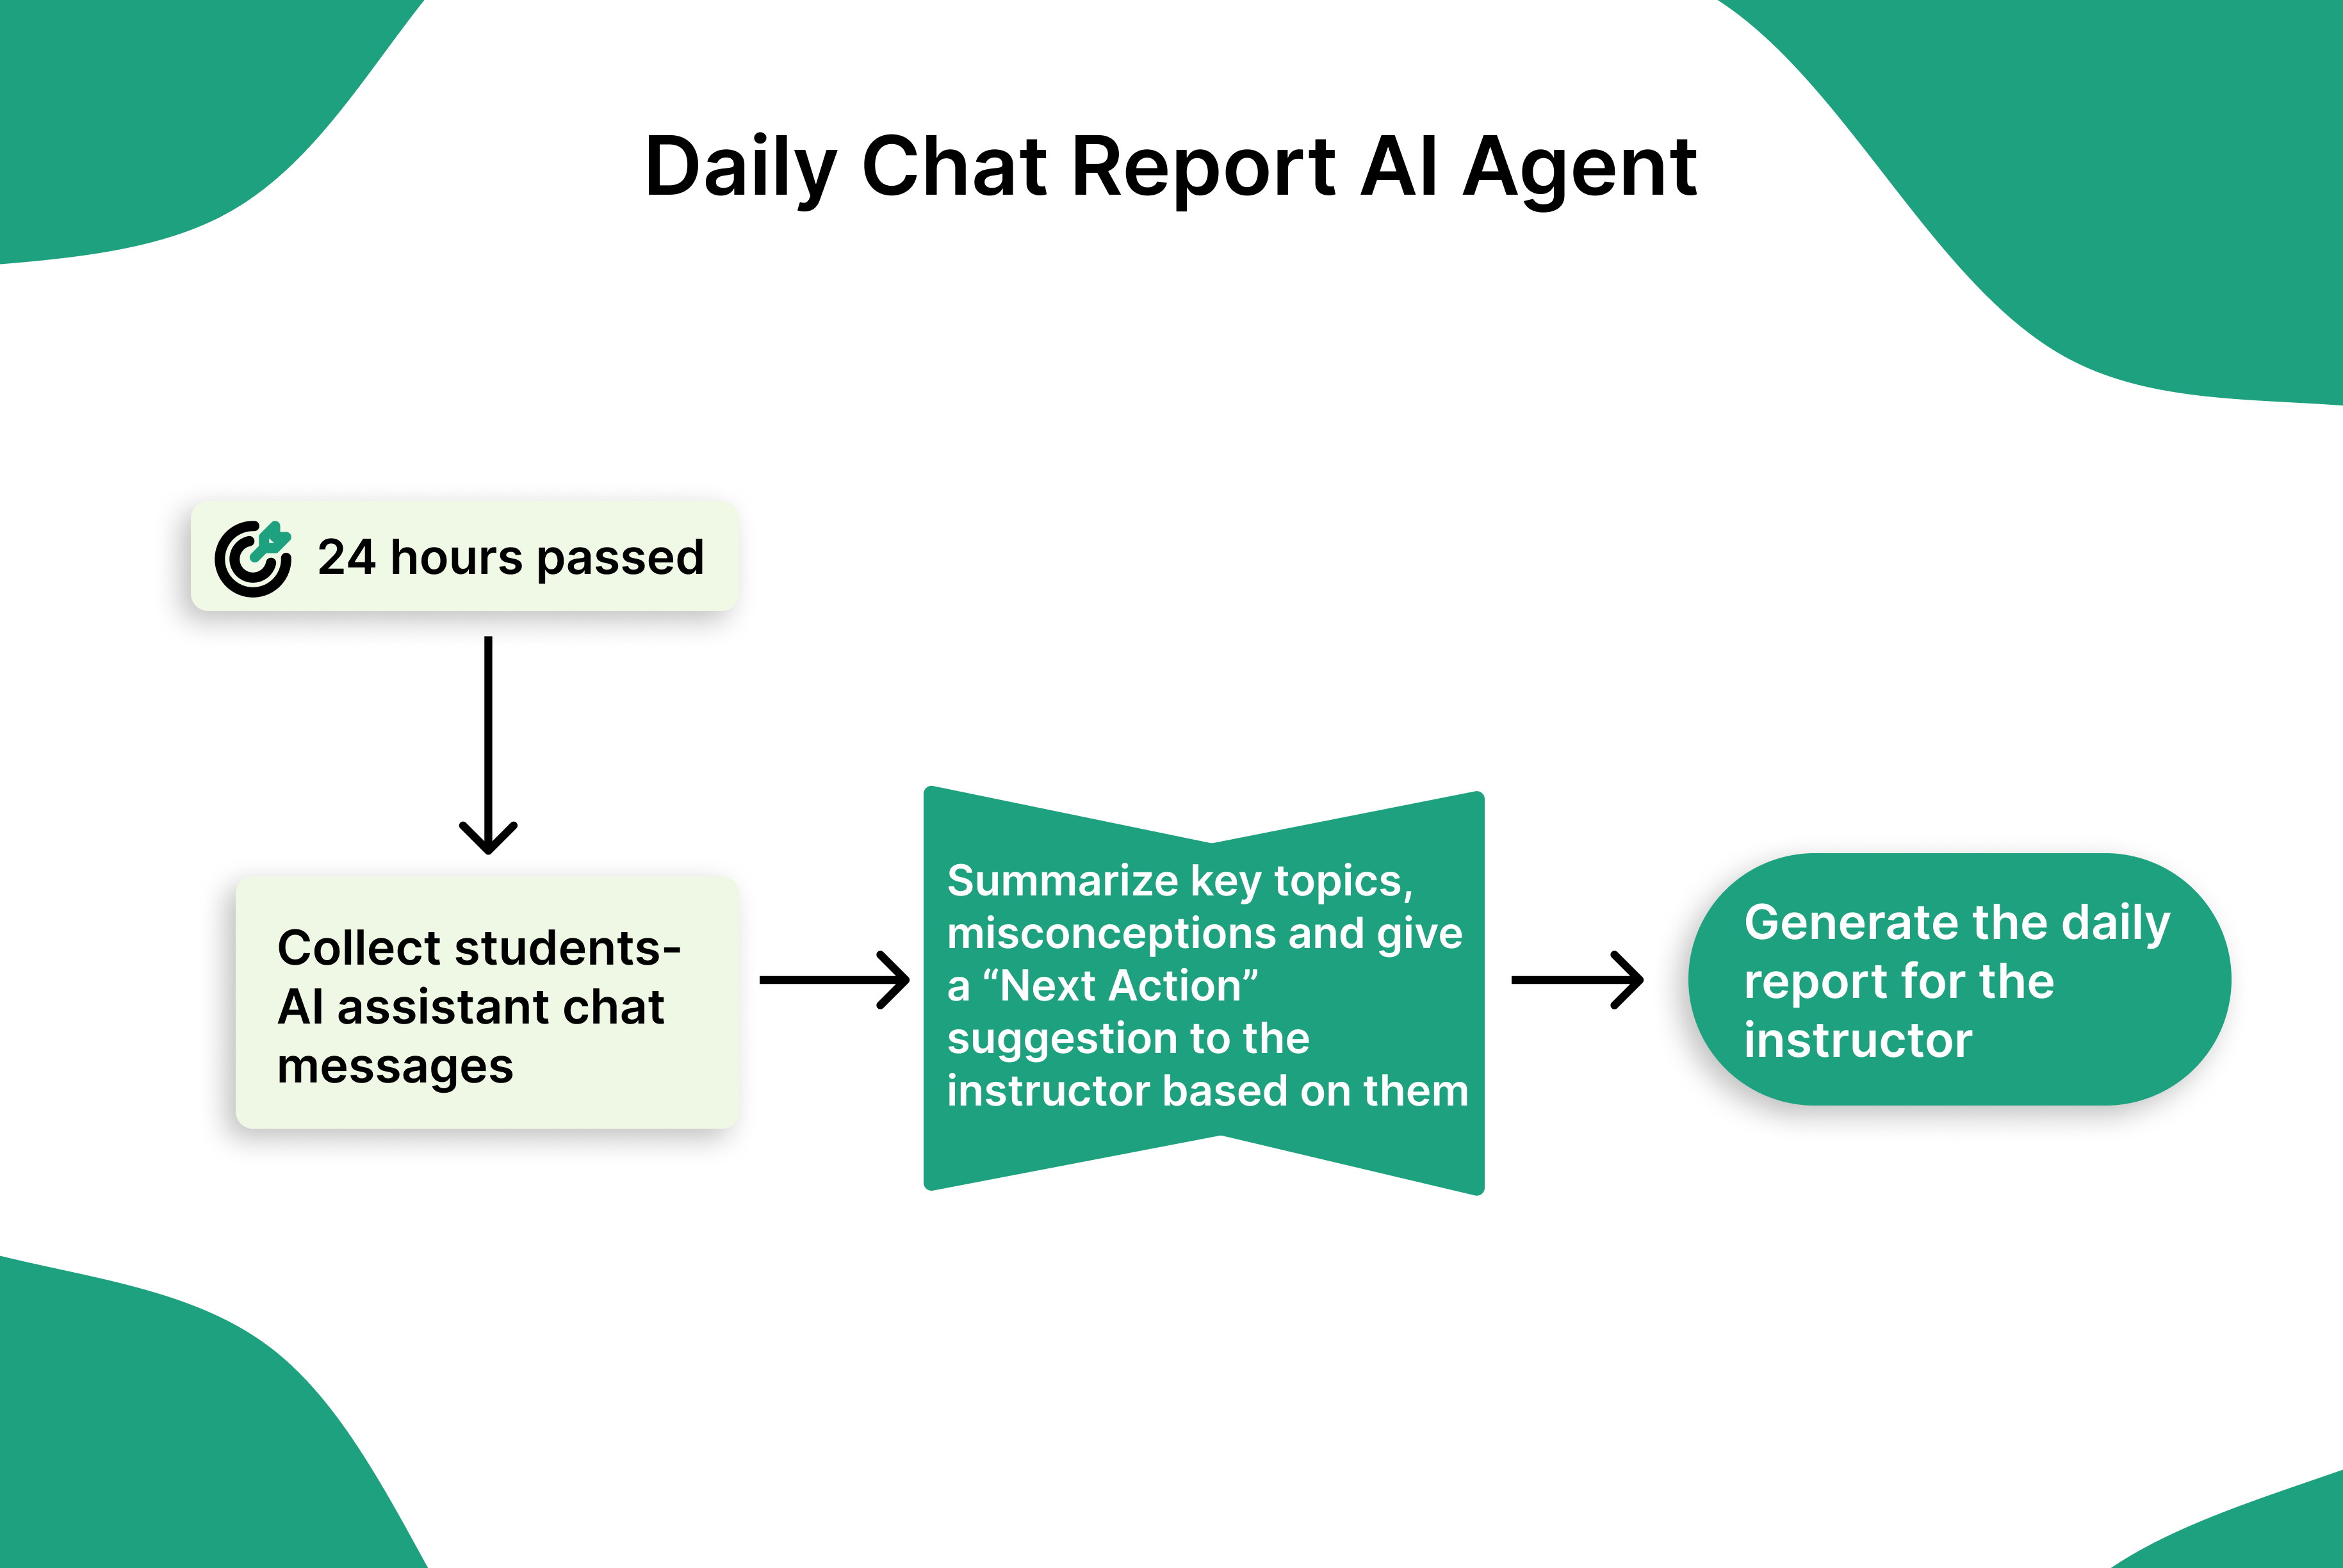 Daily Chat Report AI Agent
24 hours passed
Collect students-
AI assistant chat
messages
Summarize key topics,
misconceptions and give
a “Next Action”
suggestion to the
instructor based on them
Generate the daily
report for the
instructor